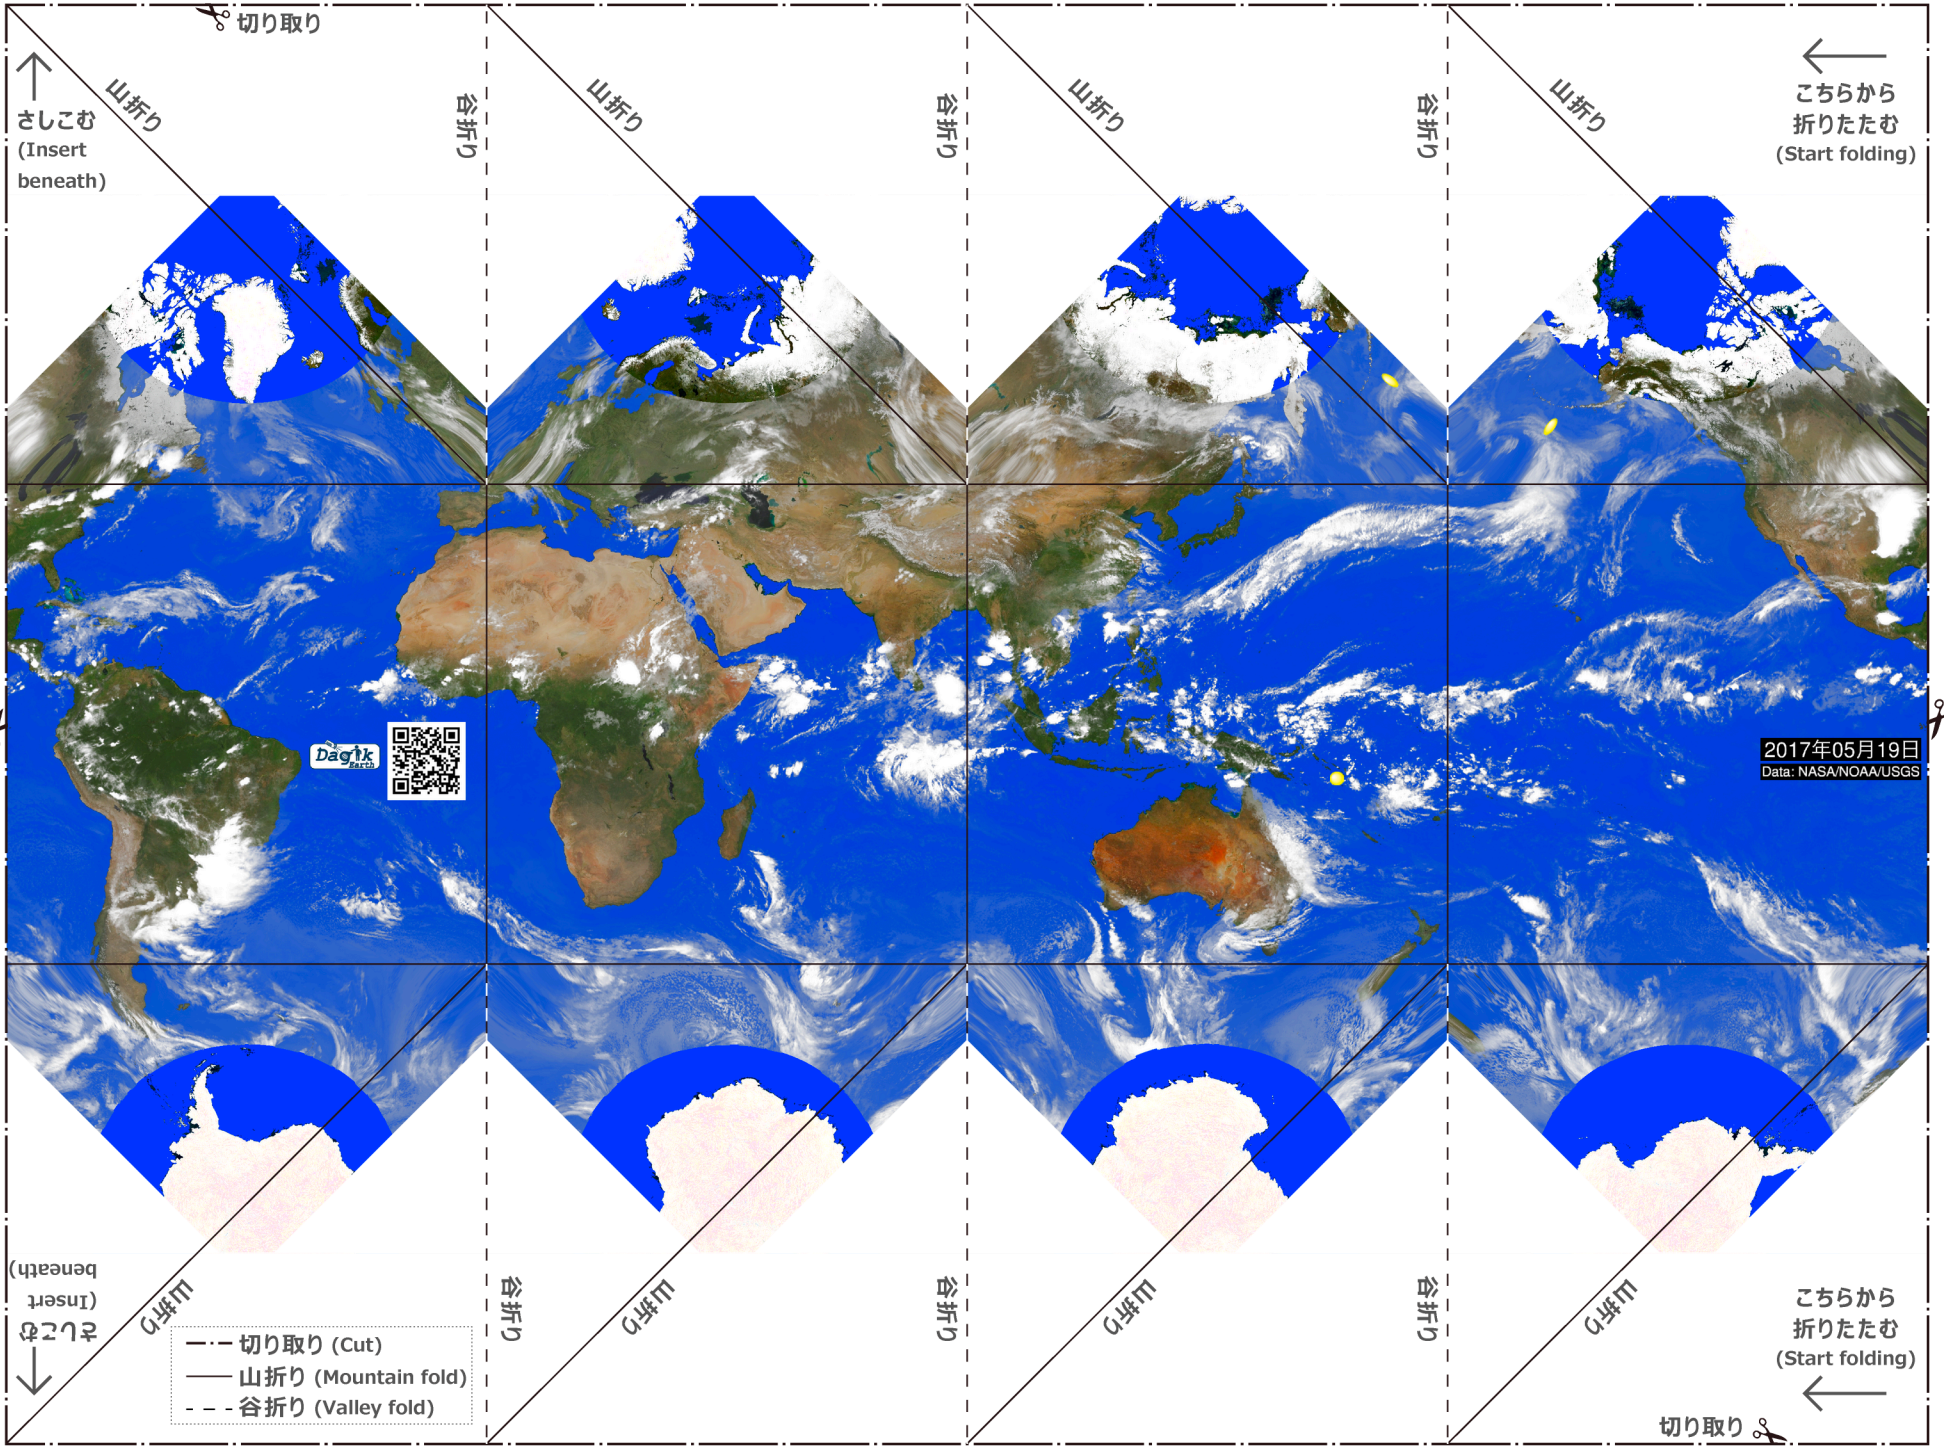 切り取り
山折り
谷折り
山折り
谷折り
山折り
谷折り
山折り
さしこむ
(Insert
beneath)
こちらから
折りたたむ
(Start folding)
Dagik
Earth
2017年05月19日
Data: NASA/NOAA/USGS
さしこむ
(Insert
beneath)
山折り
谷折り
山折り
谷折り
山折り
谷折り
山折り
切り取り (Cut)
山折り (Mountain fold)
谷折り (Valley fold)
こちらから
折りたたむ
(Start folding)
切り取り